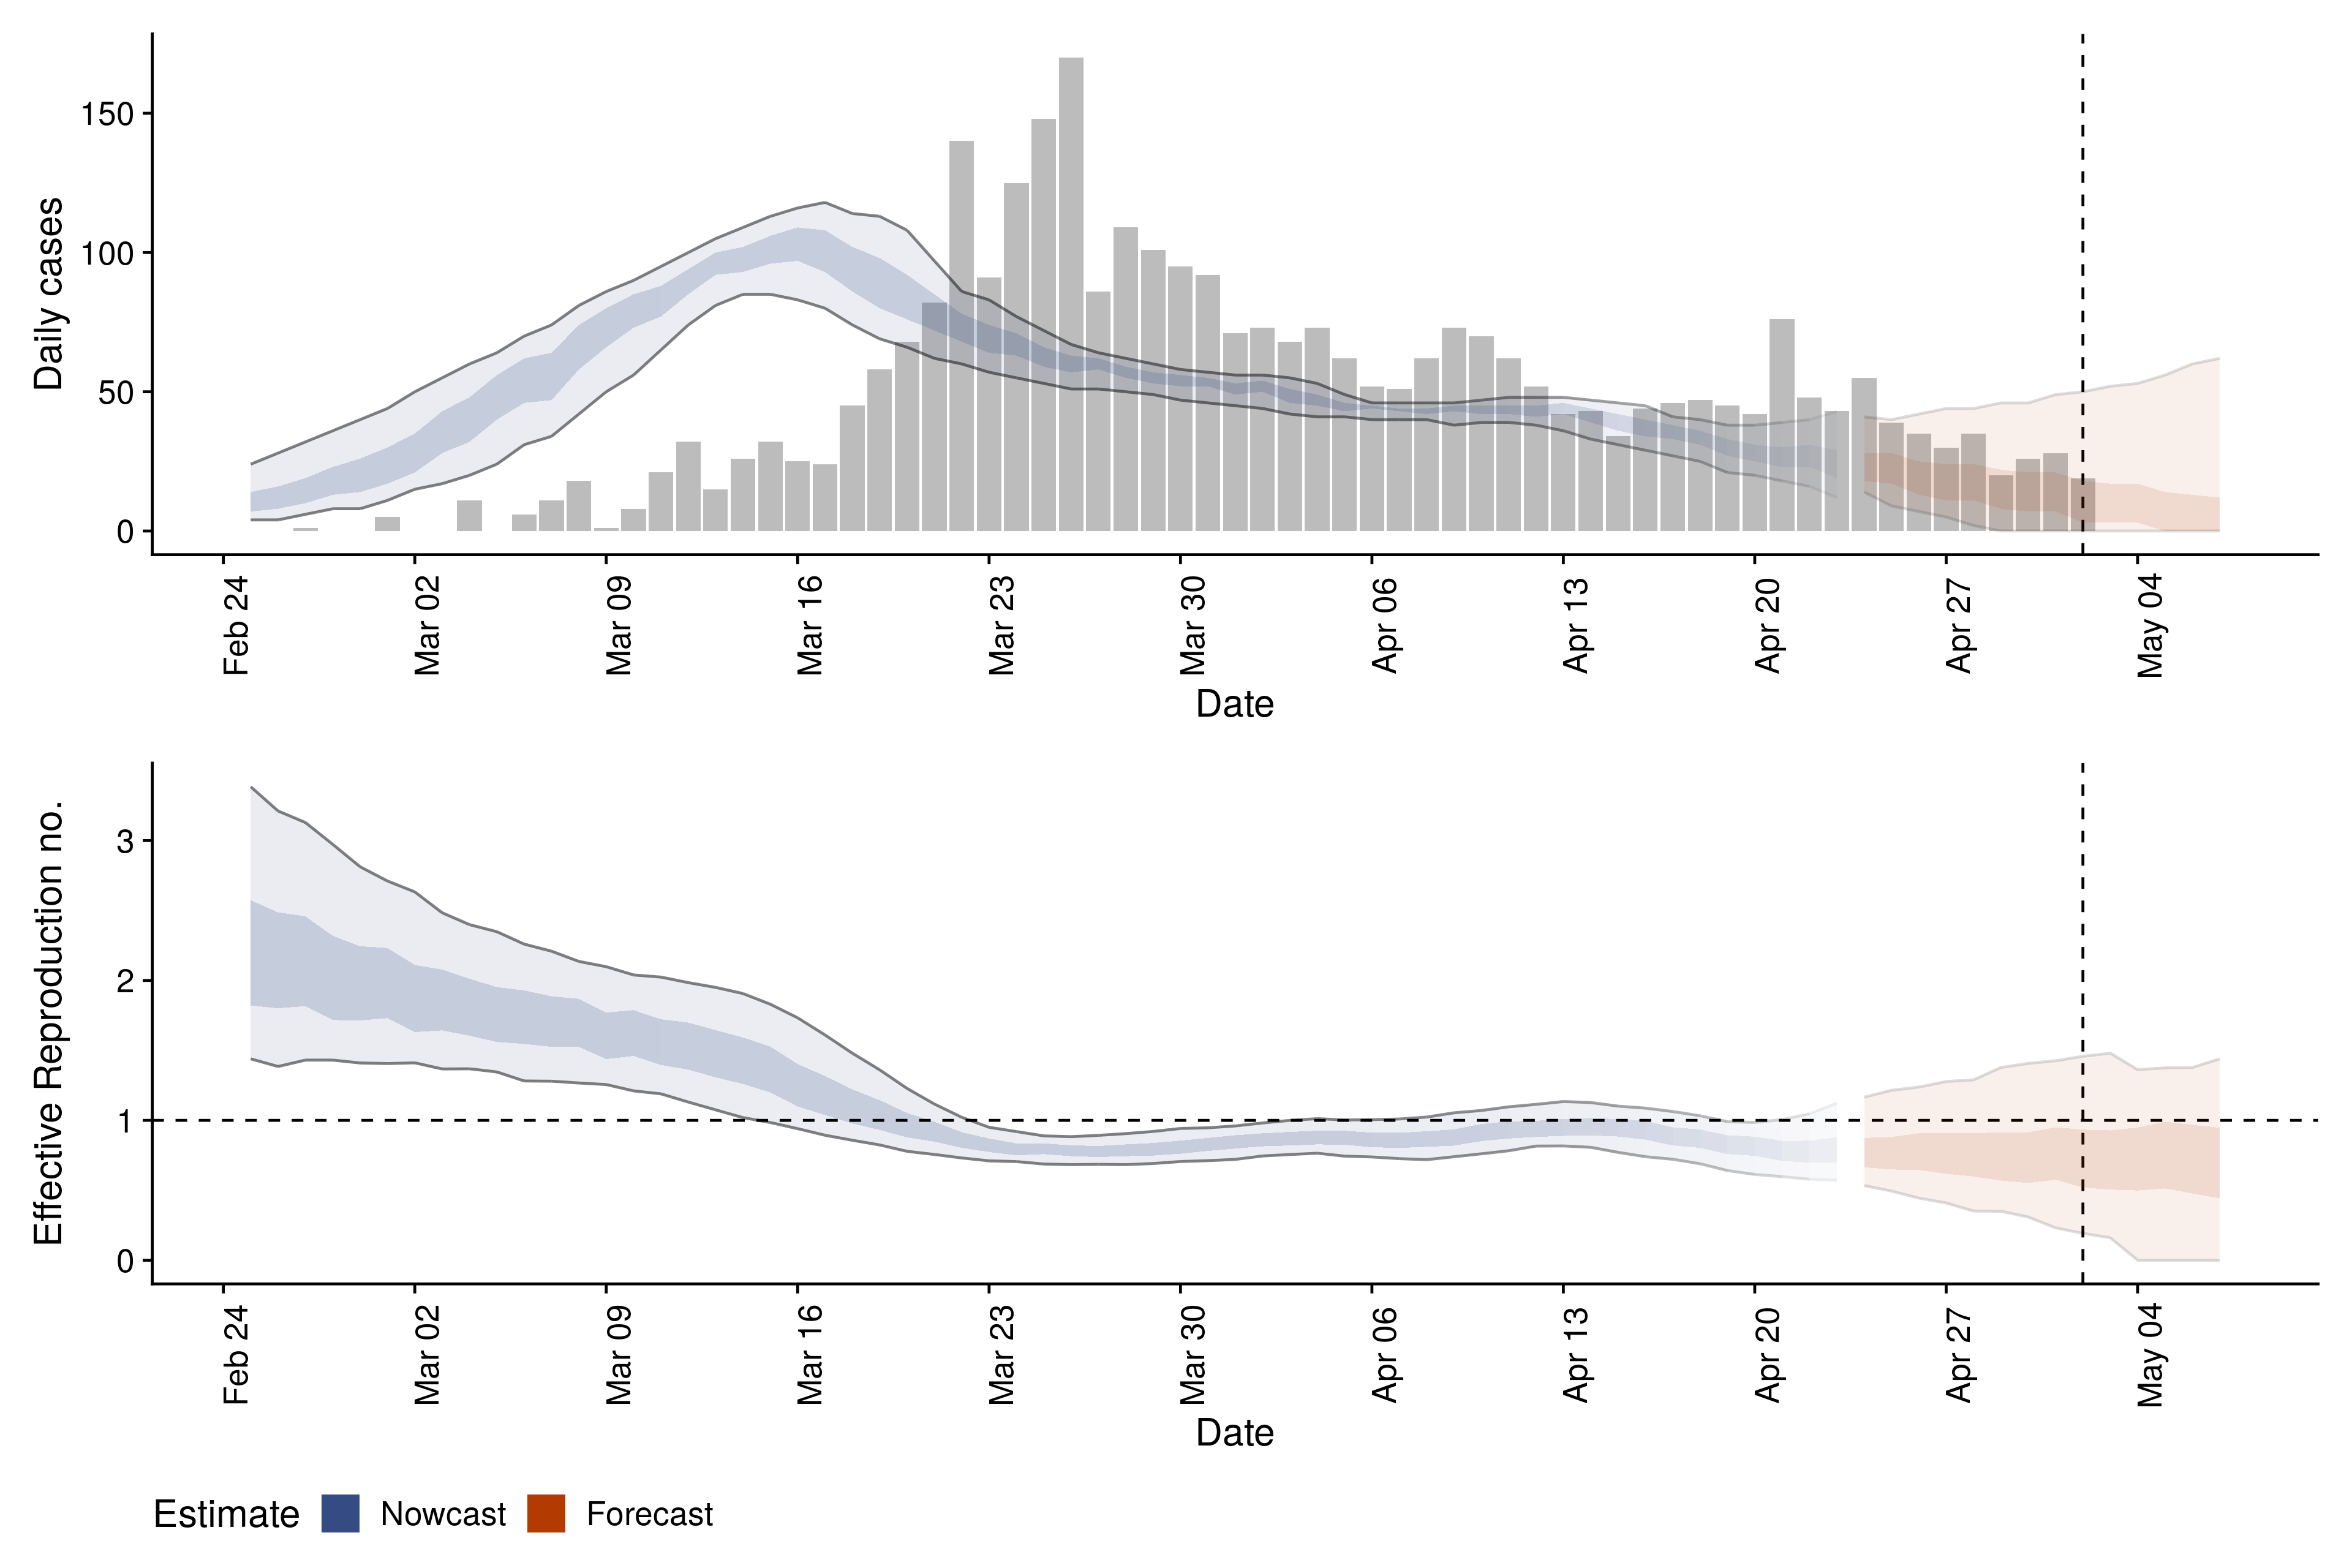 Daily cases
150
100
50
0
Feb 24
Mar 02
Mar 09
Mar 16
Mar 23
Mar 30
Apr 06
Apr 13
Apr 20
Apr 27
May 04
Date
Effective Reproduction no.
3
2
1
0
Feb 24
Mar 02
Mar 09
Mar 16
Mar 23
Mar 30
Apr 06
Apr 13
Apr 20
Apr 27
May 04
Date
Estimate Nowcast Forecast